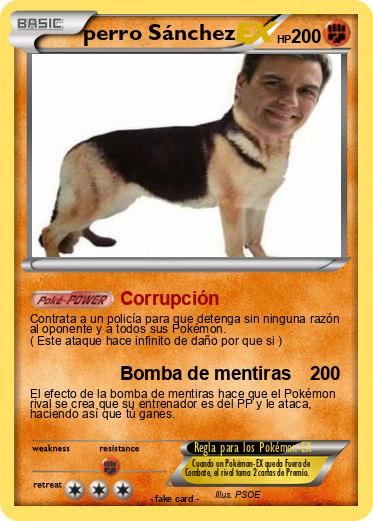 BASIC
perro Sánchez EX HP200
Poké-POWER Corrupción
Contrata a un policía para que detenga sin ninguna razón
al oponente y a todos sus Pokémon.
( Este ataque hace infinito de daño por que si )
Bomba de mentiras 200
El efecto de la bomba de mentiras hace que el Pokémon
rival se crea que su entrenador es del PP y le ataca,
haciendo asi que tu ganes.
weakness resistance
retreat
Regla para los Pokémon-EX
Cuando un Pokémon-EX queda Fuera de
Combate, el rival toma 2 cartas de Premio.
- fake card -
Illus. PSOE